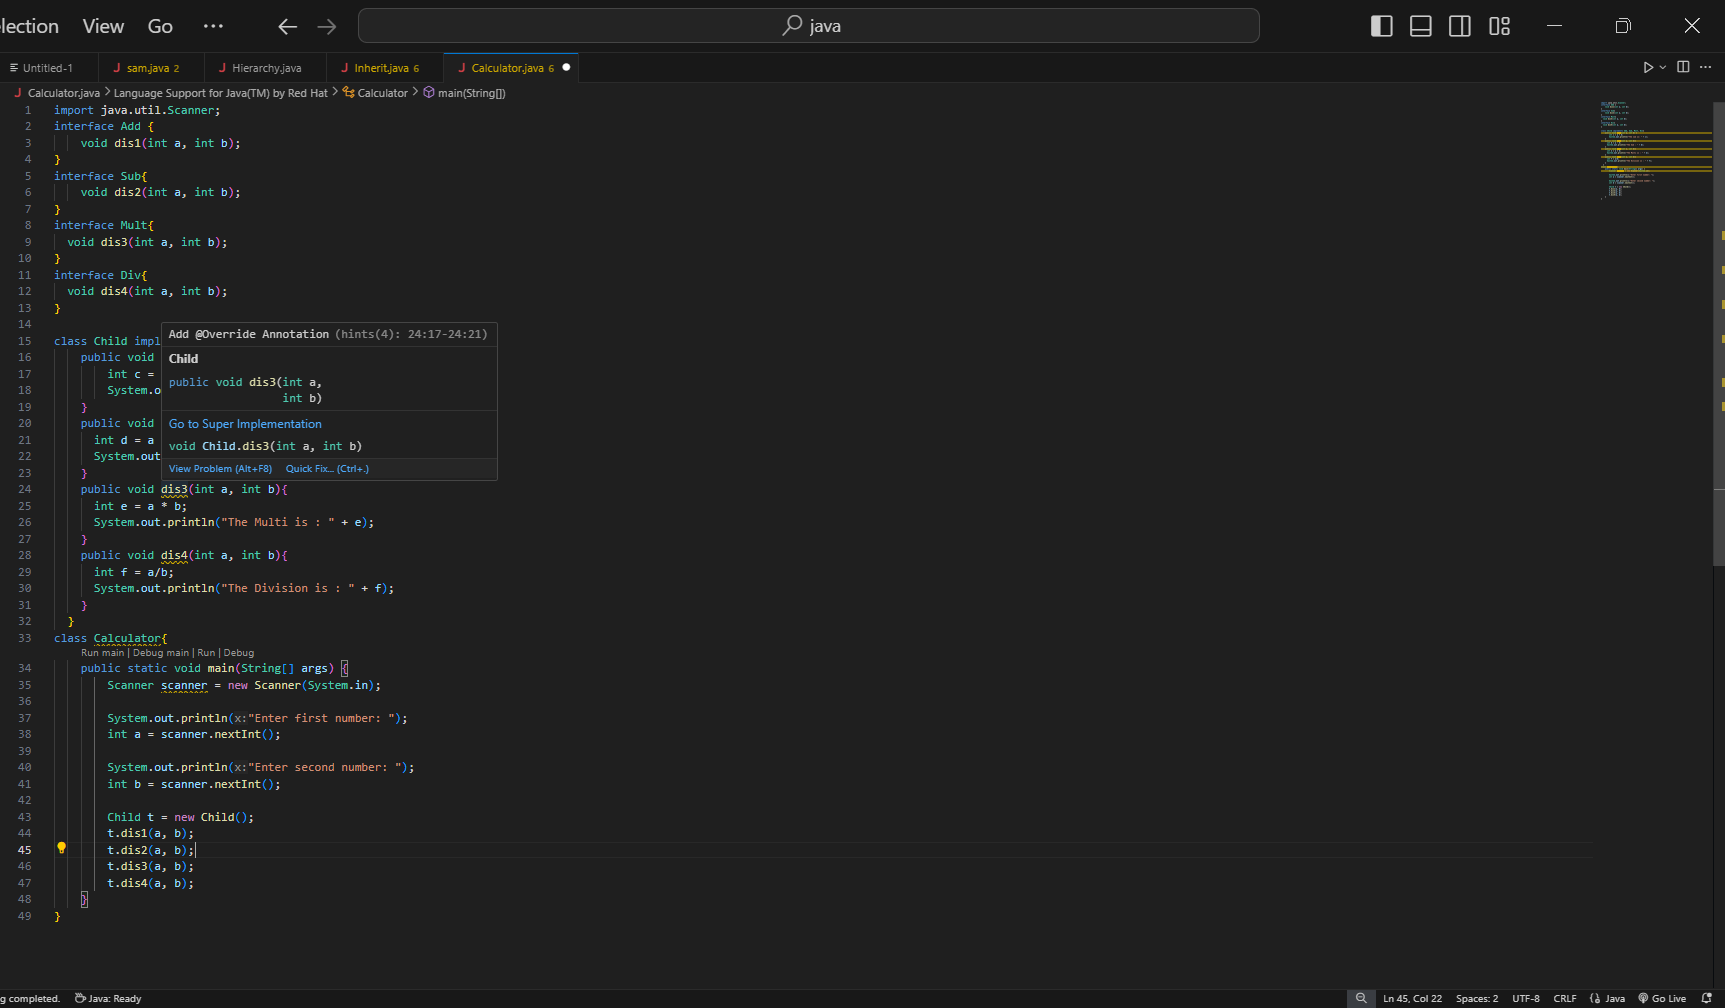 election View Go ··· java
Untitled-1 sam.java 2 Hierarchy.java Inherit.java 6 Calculator.java 6
Calculator.java > Language Support for Java(TM) by Red Hat > Calculator > main(String[])
1 import java.util.Scanner;
2 interface Add {
3 void dis1(int a, int b);
4 }
5 interface Sub{
6 void dis2(int a, int b);
7 }
8 interface Mult{
9 void dis3(int a, int b);
10 }
11 interface Div{
12 void dis4(int a, int b);
13 }
14
Add @Override Annotation (hints(4): 24:17-24:21)
15 class Child impl
Child
16 public void
17 int c =
public void dis3(int a,
18 System.o
int b)
19 }
20 public void
Go to Super Implementation
21 int d = a
void Child.dis3(int a, int b)
22 System.out
View Problem (Alt+F8) Quick Fix... (Ctrl+.)
23 }
24 public void dis3(int a, int b){
25 int e = a * b;
26 System.out.println("The Multi is : " + e);
27 }
28 public void dis4(int a, int b){
29 int f = a/b;
30 System.out.println("The Division is : " + f);
31 }
32 }
33 class Calculator{
Run main | Debug main | Run | Debug
34 public static void main(String[] args) {
35 Scanner scanner = new Scanner(System.in);
36
37 System.out.println(x:"Enter first number: ");
38 int a = scanner.nextInt();
39
40 System.out.println(x:"Enter second number: ");
41 int b = scanner.nextInt();
42
43 Child t = new Child();
44 t.dis1(a, b);
45 t.dis2(a, b);
46 t.dis3(a, b);
47 t.dis4(a, b);
48 }
49 }
g completed. Java: Ready Ln 45, Col 22 Spaces: 2 UTF-8 CRLF {} Java Go Live